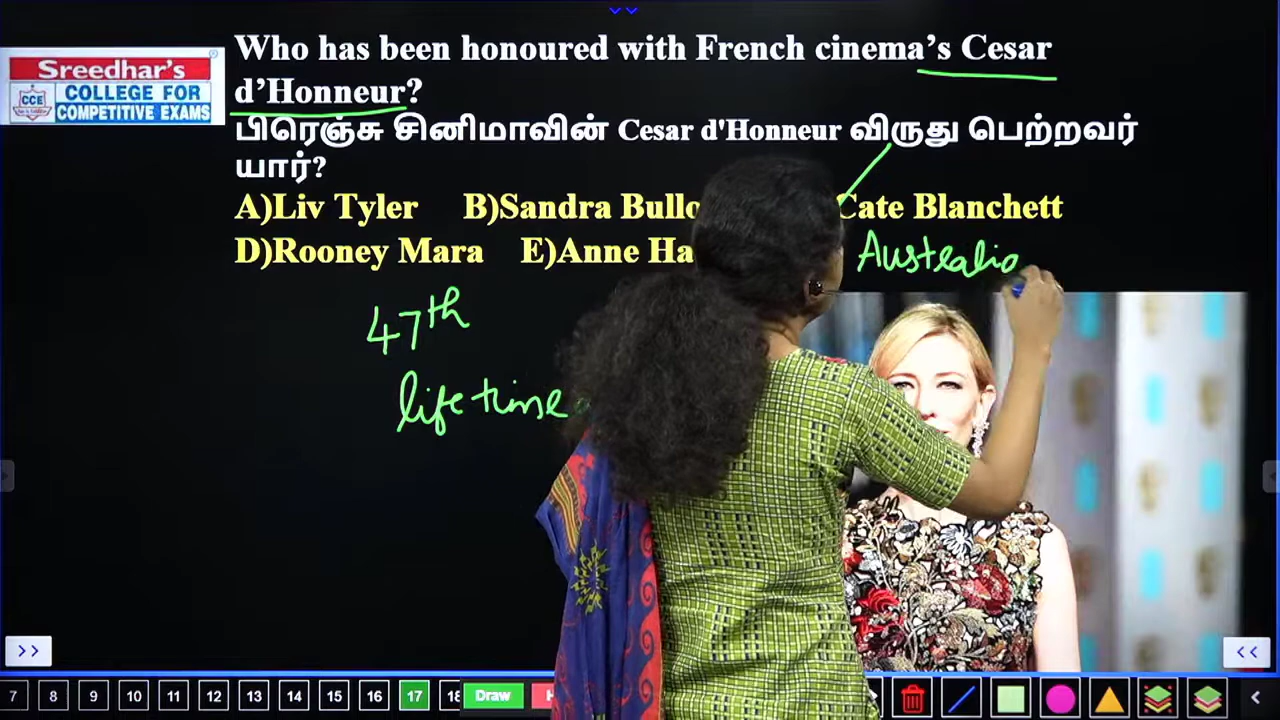 Who has been honoured with French cinema's Cesar
d'Honneur?
பிரெஞ்சு சினிமாவின் Cesar d'Honneur விருது பெற்றவர்
யார்?
A)Liv Tyler B)Sandra Bullo Cate Blanchett
D)Rooney Mara E)Anne Ha
Australia
47th
life time
Sreedhar's
CCE
COLLEGE FOR
COMPETITIVE EXAMS
>> <<
7 8 9 10 11 12 13 14 15 16 17 18 Draw